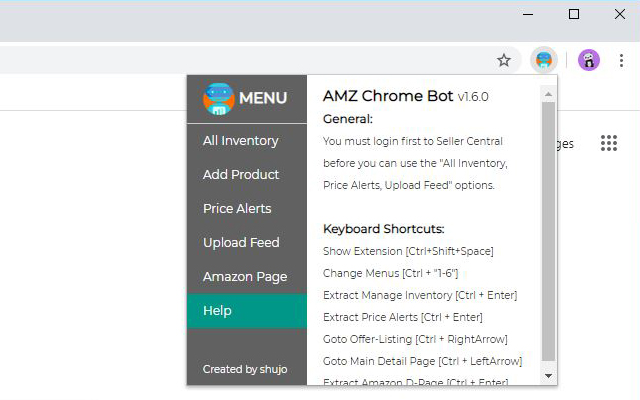 MENU
All Inventory
Add Product
Price Alerts
Upload Feed
Amazon Page
Help
Created by shujo
AMZ Chrome Bot v1.6.0
General:
You must login first to Seller Central
before you can use the "All Inventory,
Price Alerts, Upload Feed" options.
Keyboard Shortcuts:
Show Extension [Ctrl+Shift+Space]
Change Menus [Ctrl + "1-6"]
Extract Manage Inventory [Ctrl + Enter]
Extract Price Alerts [Ctrl + Enter]
Goto Offer-Listing [Ctrl + RightArrow]
Goto Main Detail Page [Ctrl + LeftArrow]
Extract Amazon D-Page [Ctrl + Enter]
ges